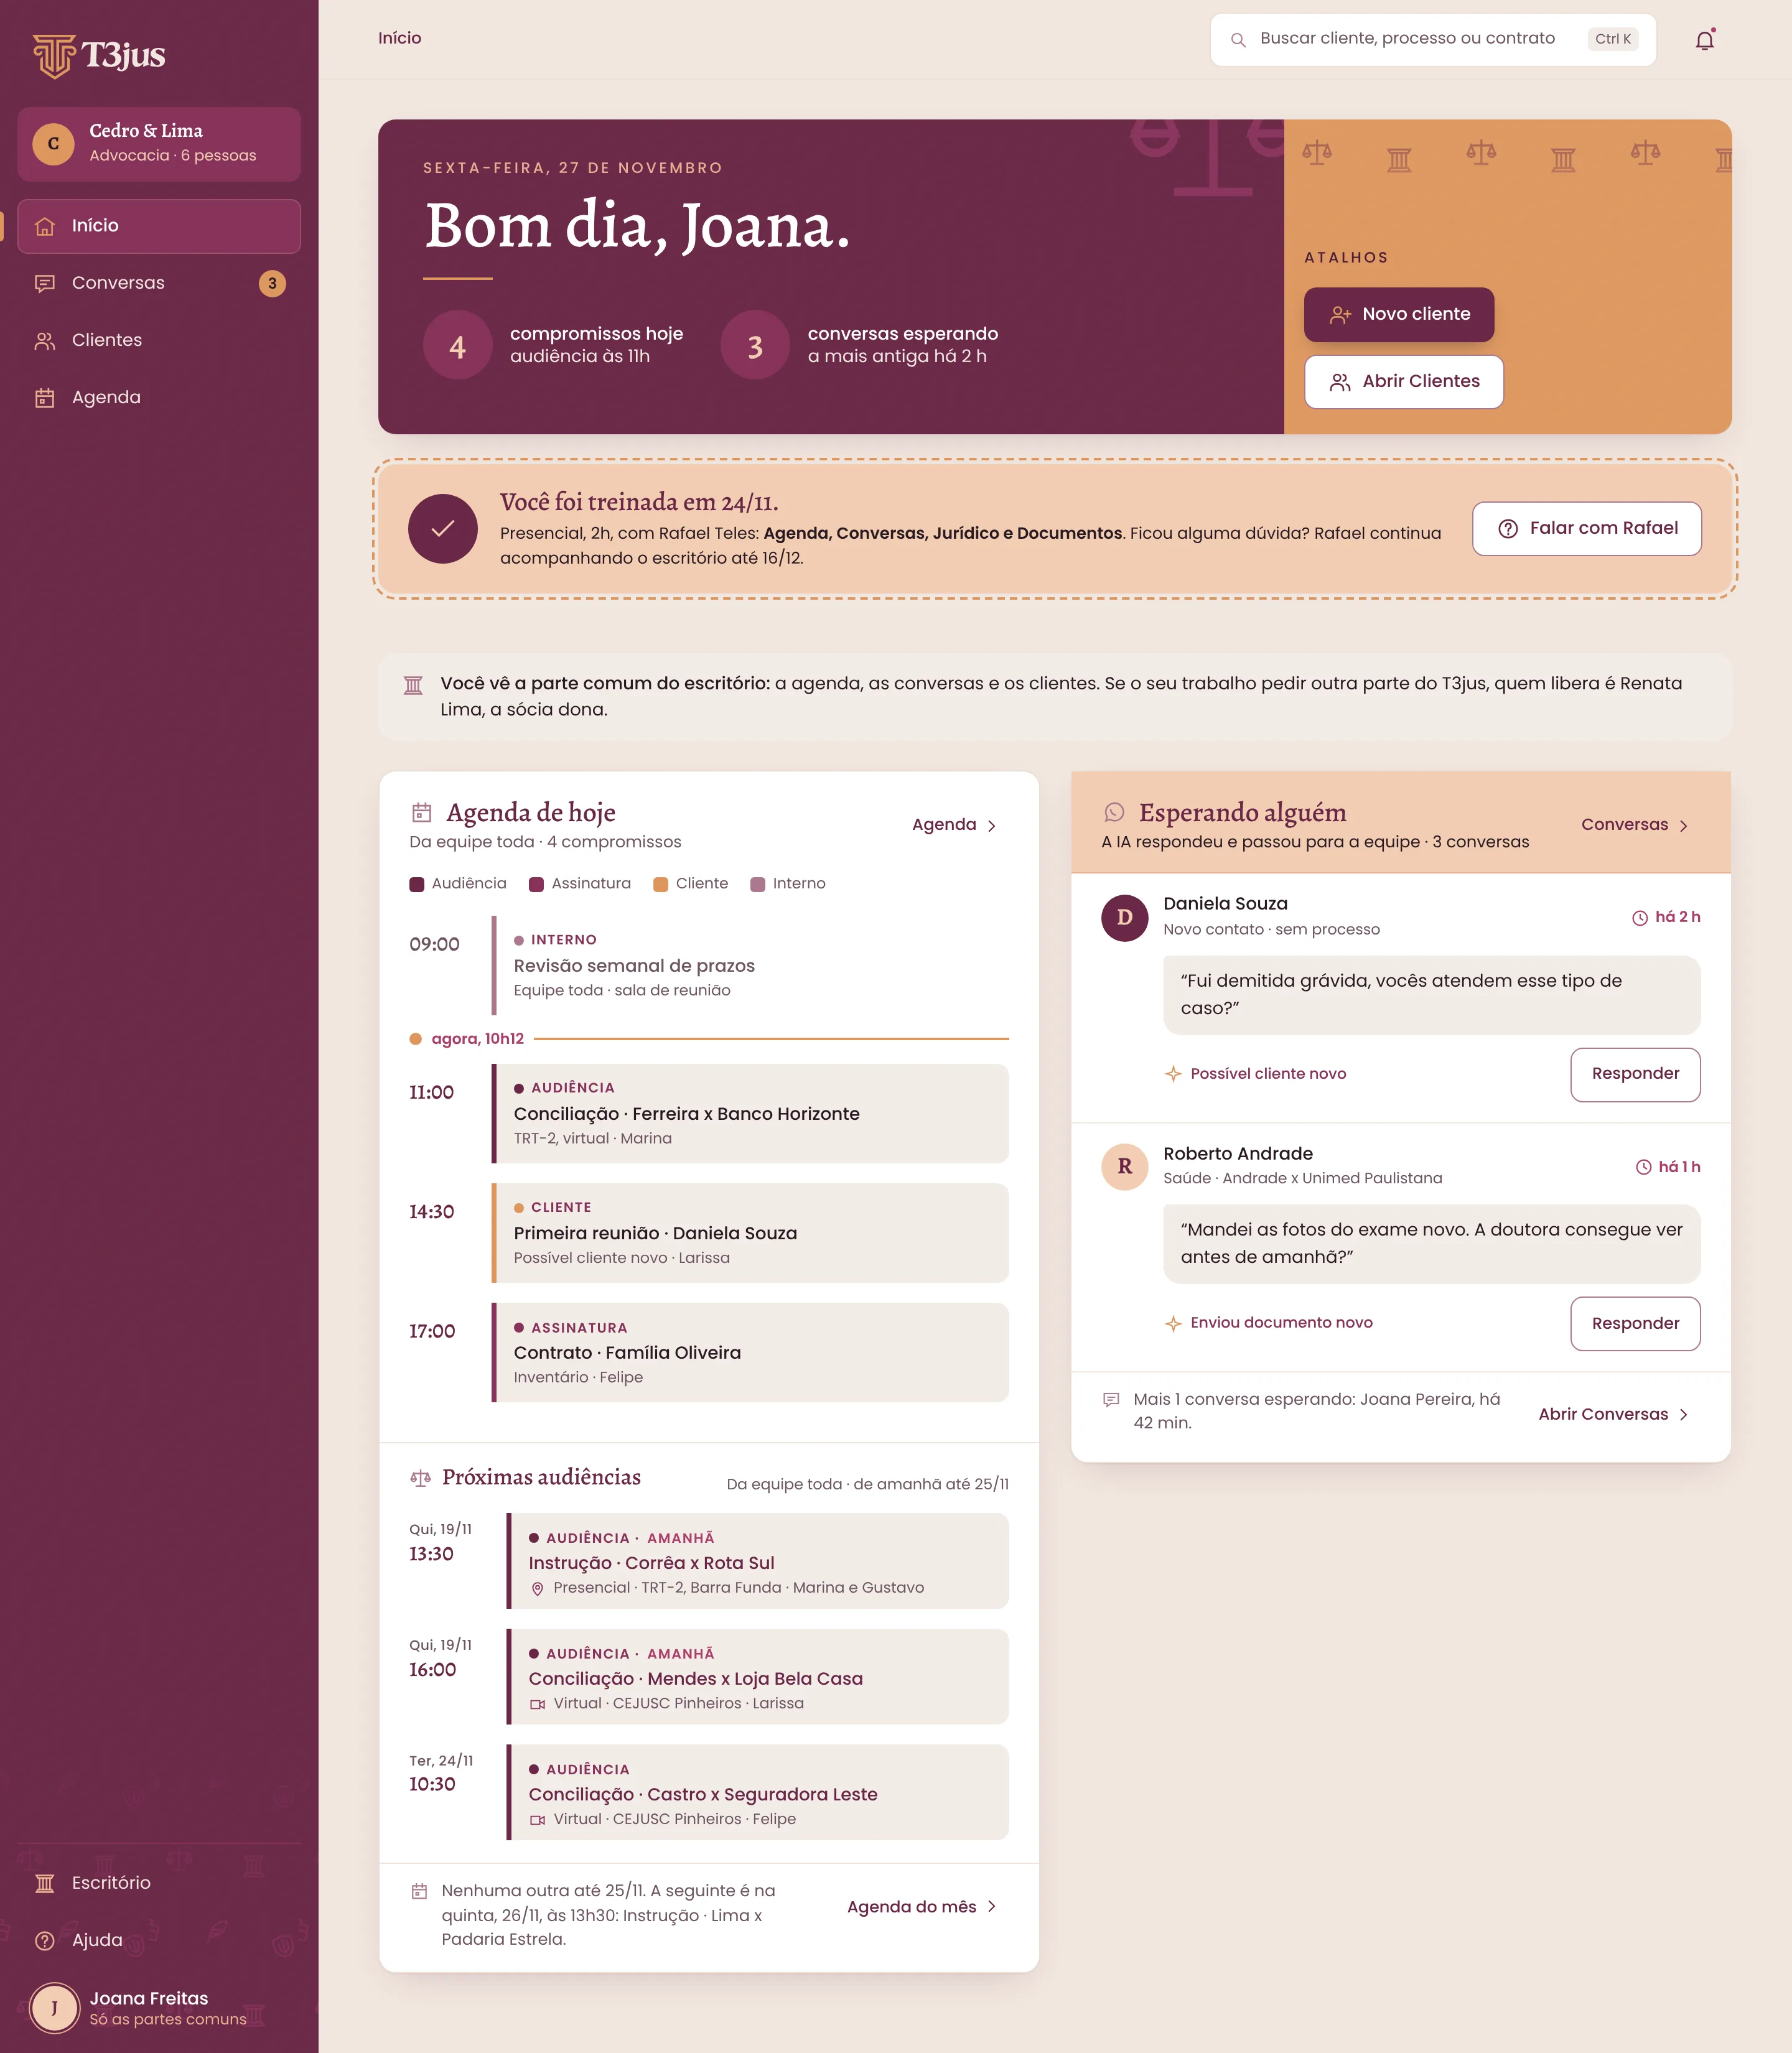 T3jus
Cedro & Lima
Advocacia · 6 pessoas
Início
Conversas
3
Clientes
Agenda
Escritório
Ajuda
J
Joana Freitas
Só as partes comuns
C
Início
Buscar cliente, processo ou contrato
Ctrl K
SEXTA-FEIRA, 27 DE NOVEMBRO
Bom dia, Joana.
4
compromissos hoje
audiência às 11h
3
conversas esperando
a mais antiga há 2 h
ATALHOS
Novo cliente
Abrir Clientes
Você foi treinada em 24/11.
Presencial, 2h, com Rafael Teles: Agenda, Conversas, Jurídico e Documentos. Ficou alguma dúvida? Rafael continua
acompanhando o escritório até 16/12.
Falar com Rafael
Você vê a parte comum do escritório: a agenda, as conversas e os clientes. Se o seu trabalho pedir outra parte do T3jus, quem libera é Renata
Lima, a sócia dona.
Agenda de hoje
Da equipe toda · 4 compromissos
Agenda
Audiência
Assinatura
Cliente
Interno
09:00
INTERNO
Revisão semanal de prazos
Equipe toda · sala de reunião
agora, 10h12
11:00
AUDIÊNCIA
Conciliação · Ferreira x Banco Horizonte
TRT-2, virtual · Marina
14:30
CLIENTE
Primeira reunião · Daniela Souza
Possível cliente novo · Larissa
17:00
ASSINATURA
Contrato · Família Oliveira
Inventário · Felipe
Próximas audiências
Da equipe toda · de amanhã até 25/11
Qui, 19/11
13:30
AUDIÊNCIA · AMANHÃ
Instrução · Corrêa x Rota Sul
Presencial · TRT-2, Barra Funda · Marina e Gustavo
Qui, 19/11
16:00
AUDIÊNCIA · AMANHÃ
Conciliação · Mendes x Loja Bela Casa
Virtual · CEJUSC Pinheiros · Larissa
Ter, 24/11
10:30
AUDIÊNCIA
Conciliação · Castro x Seguradora Leste
Virtual · CEJUSC Pinheiros · Felipe
Nenhuma outra até 25/11. A seguinte é na
quinta, 26/11, às 13h30: Instrução · Lima x
Padaria Estrela.
Agenda do mês
Esperando alguém
A IA respondeu e passou para a equipe · 3 conversas
Conversas
D
Daniela Souza
Novo contato · sem processo
há 2 h
“Fui demitida grávida, vocês atendem esse tipo de
caso?”
Possível cliente novo
Responder
R
Roberto Andrade
Saúde · Andrade x Unimed Paulistana
há 1 h
“Mandei as fotos do exame novo. A doutora consegue ver
antes de amanhã?”
Enviou documento novo
Responder
Mais 1 conversa esperando: Joana Pereira, há
42 min.
Abrir Conversas